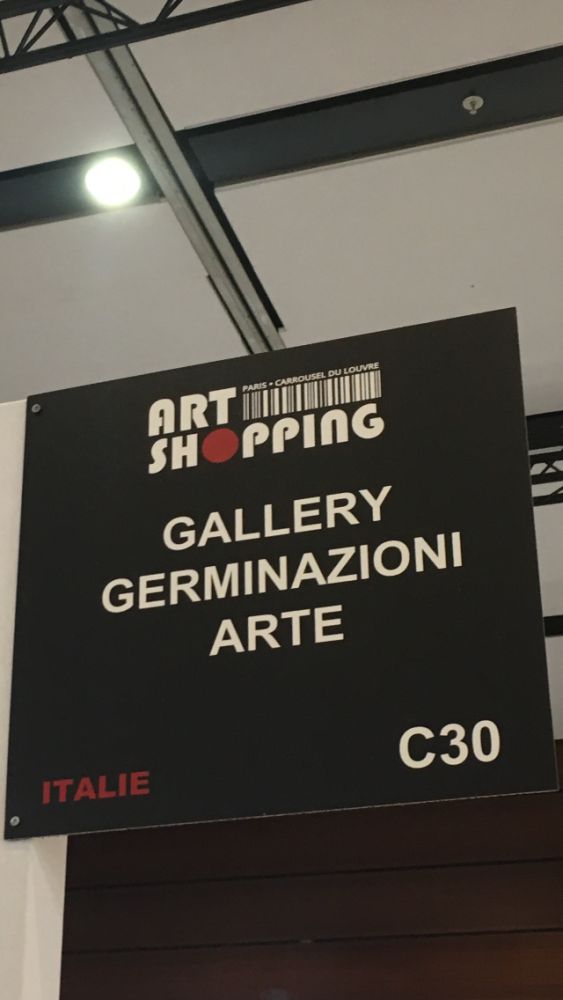 PARIS • CARROUSEL DU LOUVRE
ART
SHOPPING
GALLERY
GERMINAZIONI
ARTE
C30
ITALIE